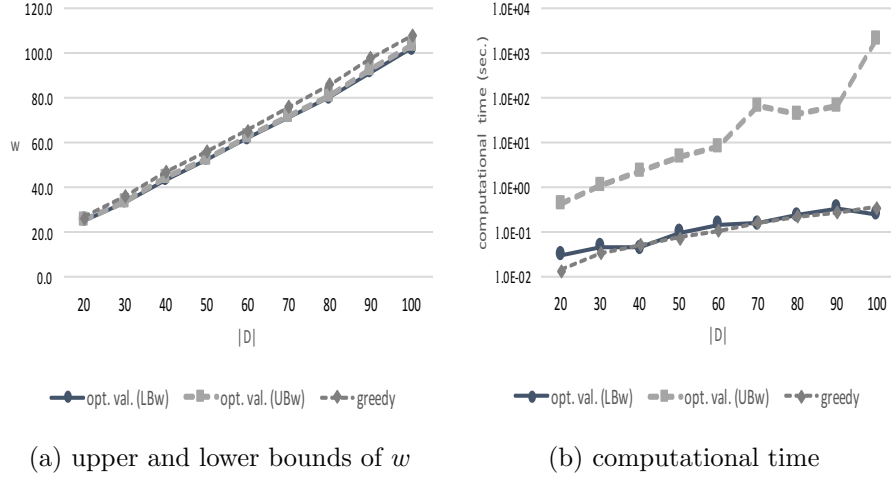 120.0
100.0
80.0
60.0
40.0
20.0
0.0
w
20 30 40 50 60 70 80 90 100
|D|
opt. val. (LBw) opt. val. (UBw) greedy
(a) upper and lower bounds of w
1.0E+04
1.0E+03
1.0E+02
1.0E+01
1.0E+00
1.0E-01
1.0E-02
computational time (sec.)
20 30 40 50 60 70 80 90 100
|D|
opt. val. (LBw) opt. val. (UBw) greedy
(b) computational time